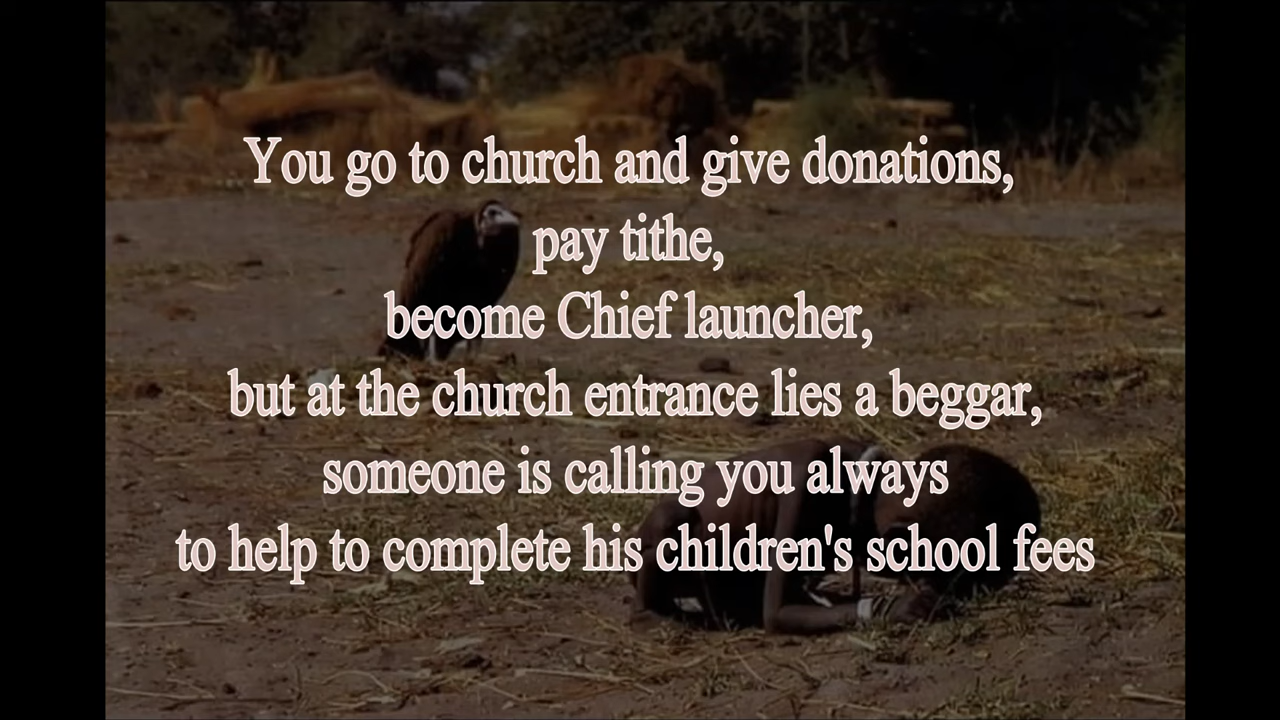 You go to church and give donations,
pay tithe,
become Chief launcher,
but at the church entrance lies a beggar,
someone is calling you always
to help to complete his children's school fees